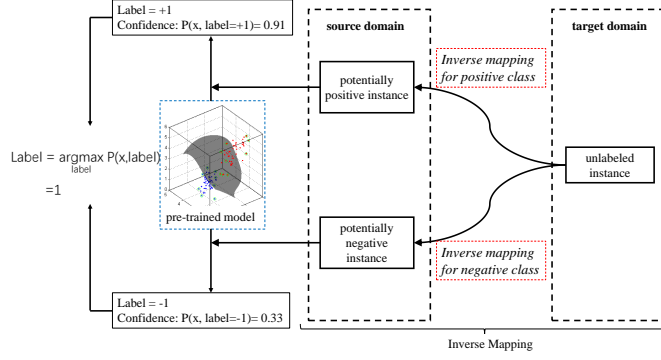 Label = +1
Confidence: P(x, label=+1)= 0.91
source domain
target domain
Inverse mapping
for positive class
potentially
positive instance
Label = argmax P(x,label)
label
=1
pre-trained model
unlabeled
instance
potentially
negative
instance
Inverse mapping
for negative class
Label = -1
Confidence: P(x, label=-1)= 0.33
Inverse Mapping